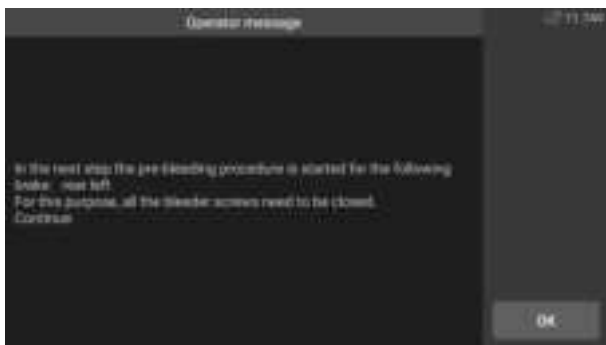 Operator message
In the next step the pre-bleeding procedure is started for the following
brake: rear left
For this purpose, all the bleeder screws need to be closed.
Continue
OK